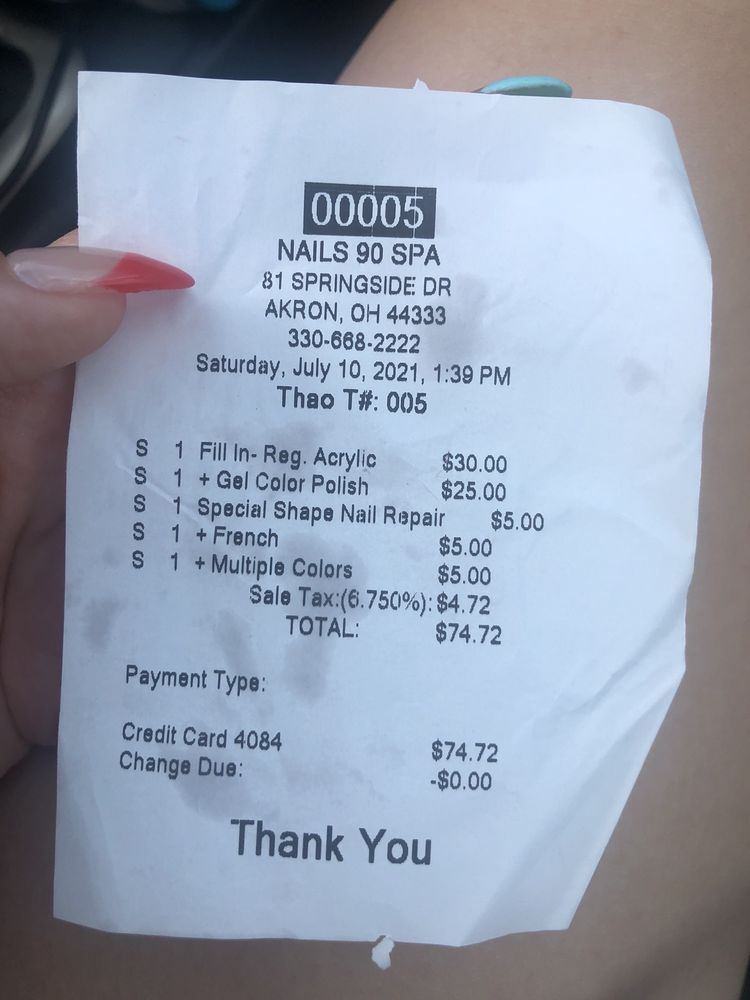 00005
NAILS 90 SPA
81 SPRINGSIDE DR
AKRON, OH 44333
330-668-2222
Saturday, July 10, 2021, 1:39 PM
Thao T#: 005
S 1 Fill In- Reg. Acrylic $30.00
S 1 + Gel Color Polish $25.00
S 1 Special Shape Nail Repair $5.00
S 1 + French $5.00
S 1 + Multiple Colors $5.00
Sale Tax:(6.750%): $4.72
TOTAL: $74.72
Payment Type:
Credit Card 4084 $74.72
Change Due: -$0.00
Thank You